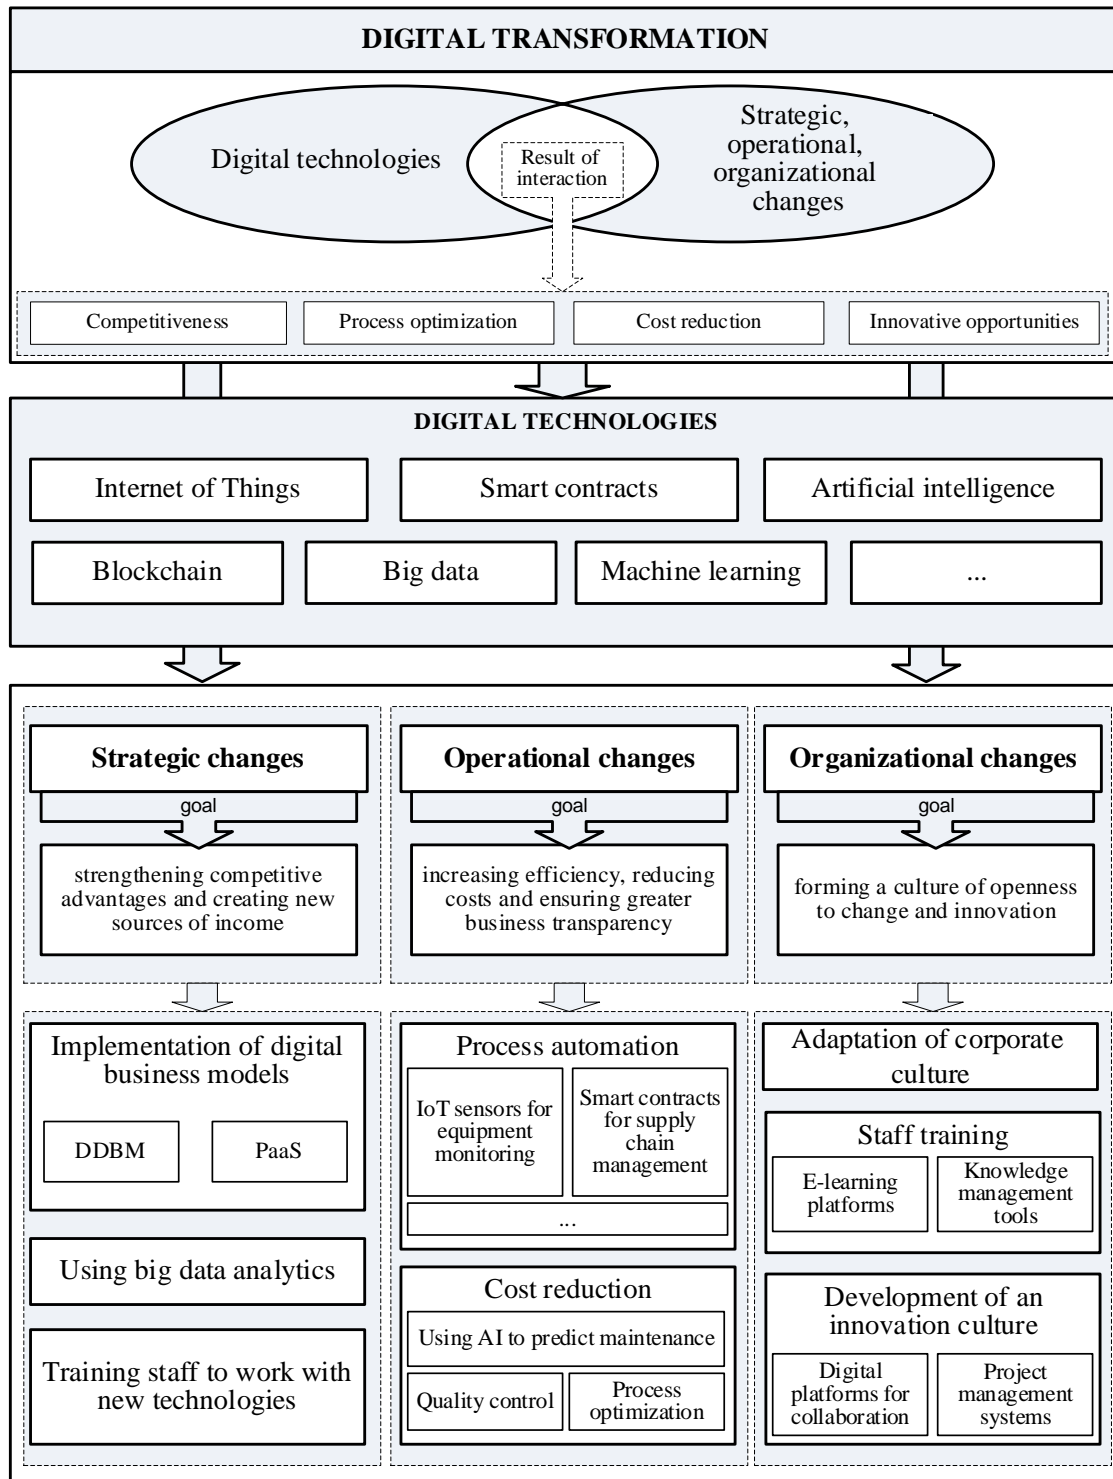 DIGITAL TRANSFORMATION
Digital technologies
Result of
interaction
Strategic,
operational,
organizational
changes
Competitiveness
Process optimization
Cost reduction
Innovative opportunities
DIGITAL TECHNOLOGIES
Internet of Things
Smart contracts
Artificial intelligence
Blockchain
Big data
Machine learning
...
Strategic changes
goal
strengthening competitive
advantages and creating new
sources of income
Operational changes
goal
increasing efficiency, reducing
costs and ensuring greater
business transparency
Organizational changes
goal
forming a culture of openness
to change and innovation
Implementation of digital
business models
DDBM
PaaS
Using big data analytics
Training staff to work with
new technologies
Process automation
IoT sensors for
equipment
monitoring
Smart contracts
for supply
chain
management
...
Cost reduction
Using AI to predict maintenance
Quality control
Process
optimization
Adaptation of corporate
culture
Staff training
E-learning
platforms
Knowledge
management
tools
Development of an
innovation culture
Digital
platforms for
collaboration
Project
management
systems